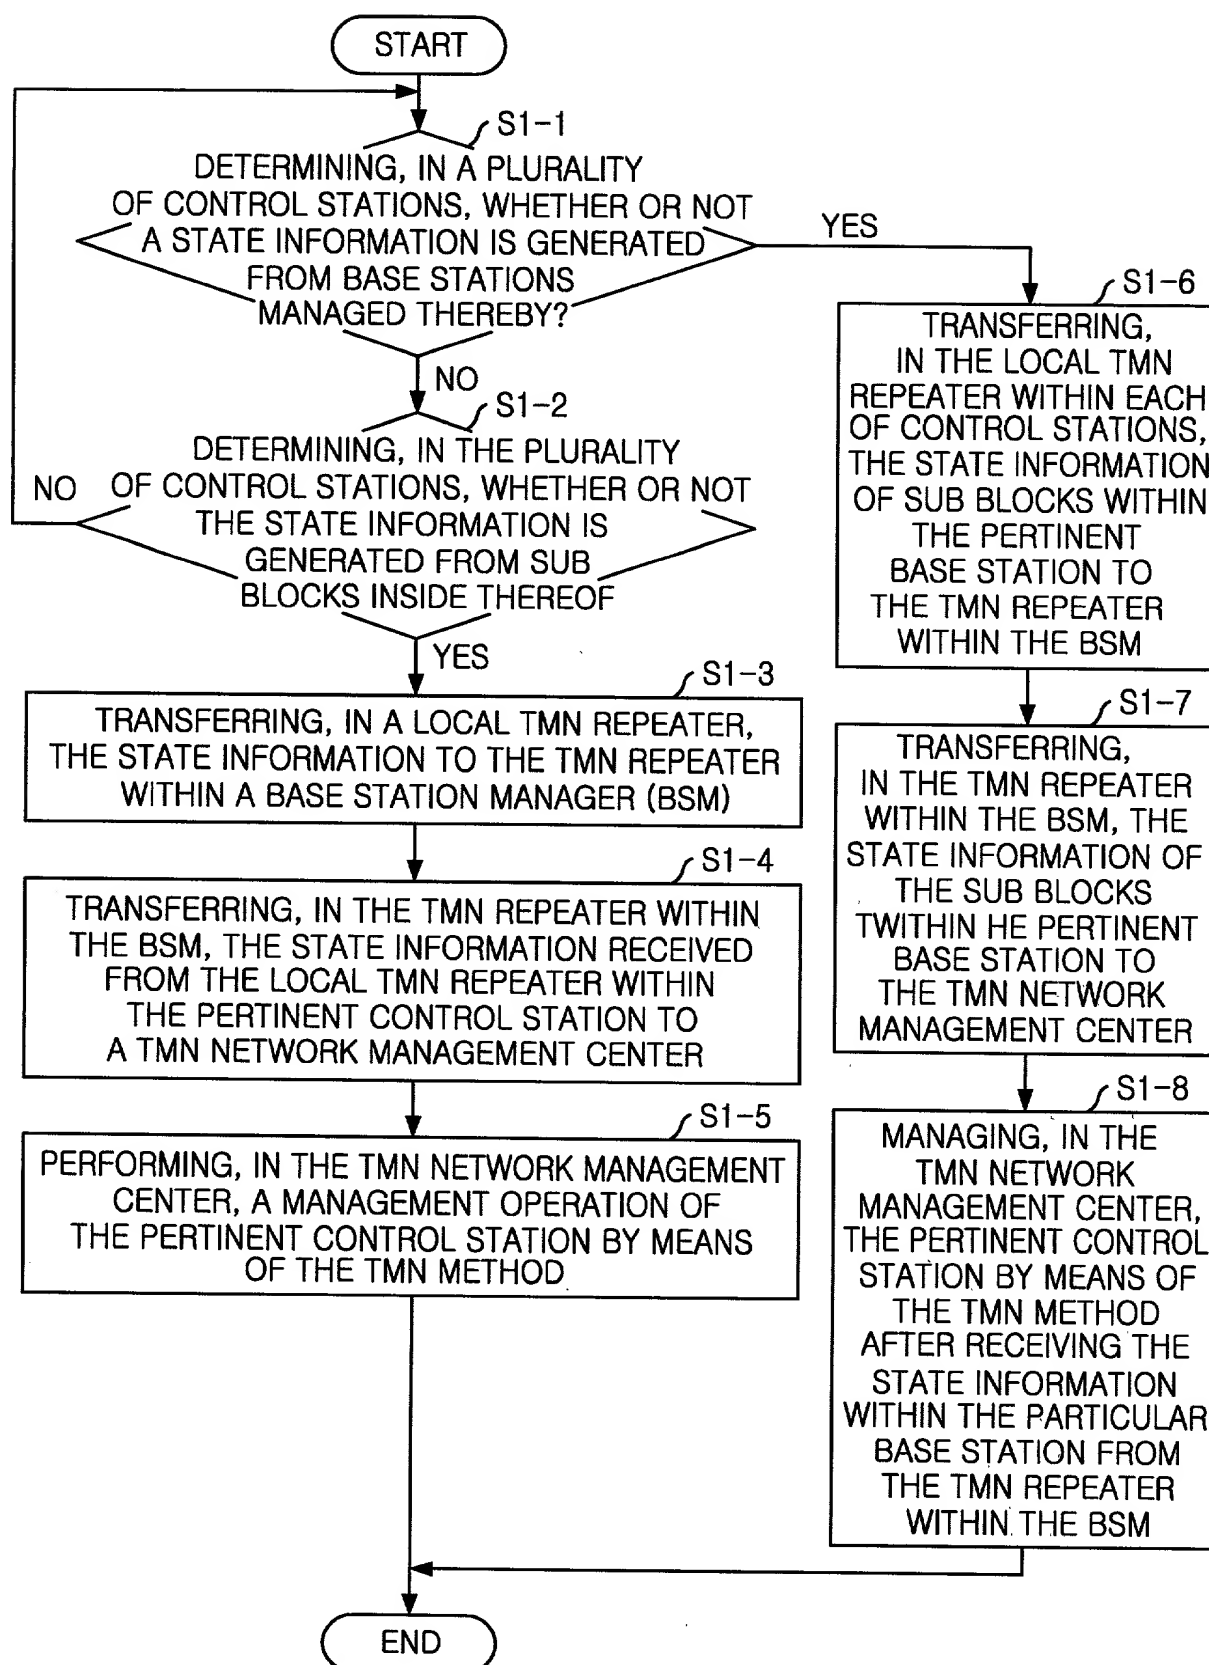 START
S1-1
DETERMINING, IN A PLURALITY
OF CONTROL STATIONS, WHETHER OR NOT
A STATE INFORMATION IS GENERATED
FROM BASE STATIONS
MANAGED THEREBY?
YES
NO
S1-2
DETERMINING, IN THE PLURALITY
OF CONTROL STATIONS, WHETHER OR NOT
THE STATE INFORMATION IS
GENERATED FROM SUB
BLOCKS INSIDE THEREOF
NO
YES
S1-3
TRANSFERRING, IN A LOCAL TMN REPEATER,
THE STATE INFORMATION TO THE TMN REPEATER
WITHIN A BASE STATION MANAGER (BSM)
S1-4
TRANSFERRING, IN THE TMN REPEATER WITHIN
THE BSM, THE STATE INFORMATION RECEIVED
FROM THE LOCAL TMN REPEATER WITHIN
THE PERTINENT CONTROL STATION TO
A TMN NETWORK MANAGEMENT CENTER
S1-5
PERFORMING, IN THE TMN NETWORK MANAGEMENT
CENTER, A MANAGEMENT OPERATION OF
THE PERTINENT CONTROL STATION BY MEANS
OF THE TMN METHOD
S1-6
TRANSFERRING,
IN THE LOCAL TMN
REPEATER WITHIN EACH
OF CONTROL STATIONS,
THE STATE INFORMATION
OF SUB BLOCKS WITHIN
THE PERTINENT
BASE STATION TO
THE TMN REPEATER
WITHIN THE BSM
S1-7
TRANSFERRING,
IN THE TMN REPEATER
WITHIN THE BSM, THE
STATE INFORMATION OF
THE SUB BLOCKS
TWITHIN HE PERTINENT
BASE STATION TO
THE TMN NETWORK
MANAGEMENT CENTER
S1-8
MANAGING, IN THE
TMN NETWORK
MANAGEMENT CENTER,
THE PERTINENT CONTROL
STATION BY MEANS OF
THE TMN METHOD
AFTER RECEIVING THE
STATE INFORMATION
WITHIN THE PARTICULAR
BASE STATION FROM
THE TMN REPEATER
WITHIN THE BSM
END